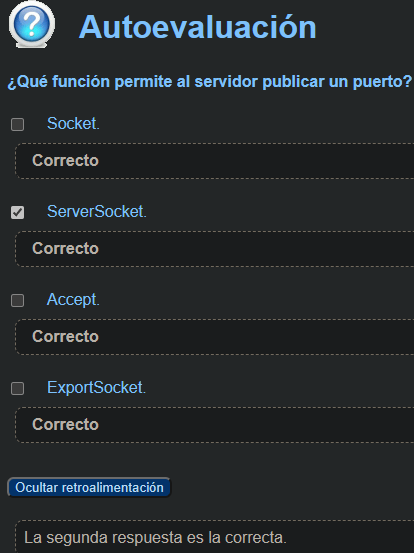 Autoevaluación
¿Qué función permite al servidor publicar un puerto?
Socket.
Correcto
ServerSocket.
Correcto
Accept.
Correcto
ExportSocket.
Correcto
Ocultar retroalimentación
La segunda respuesta es la correcta.